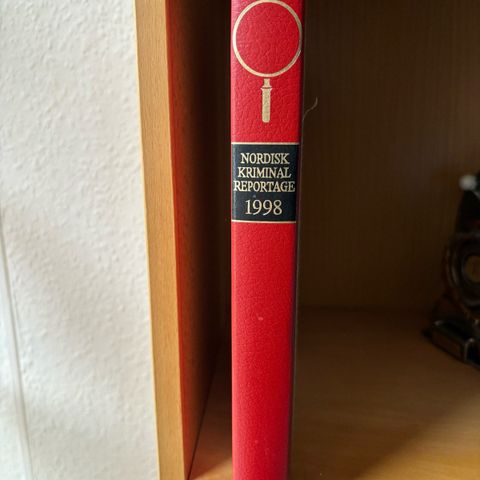 NORDISK
KRIMINAL
REPORTAGE
1998